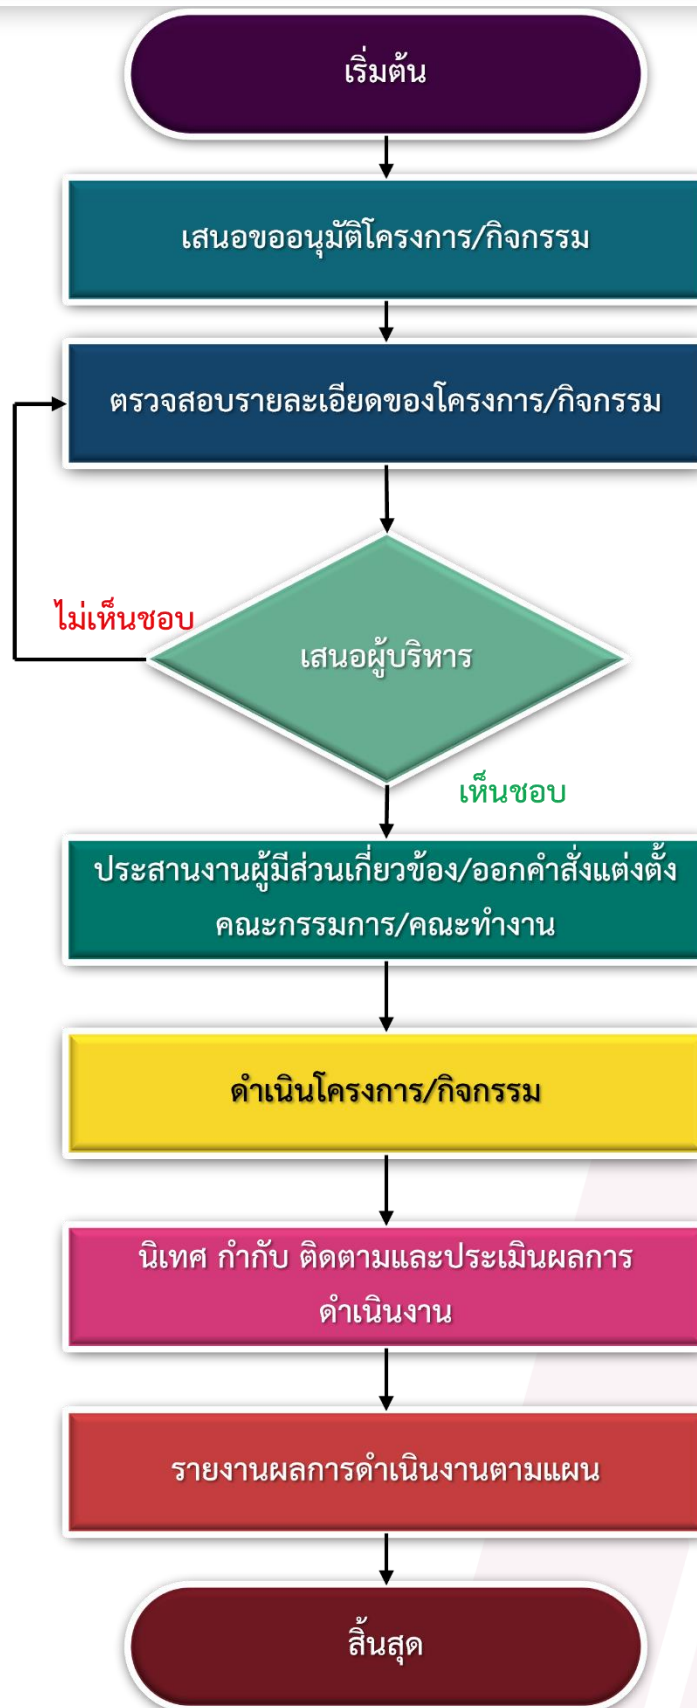 เริ่มต้น
เสนอขออนุมัติโครงการ/กิจกรรม
ตรวจสอบรายละเอียดของโครงการ/กิจกรรม
ไม่เห็นชอบ
เสนอผู้บริหาร
เห็นชอบ
ประสานงานผู้มีส่วนเกี่ยวข้อง/ออกคำสั่งแต่งตั้ง
คณะกรรมการ/คณะทำงาน
ดำเนินโครงการ/กิจกรรม
นิเทศ กำกับ ติดตามและประเมินผลการ
ดำเนินงาน
รายงานผลการดำเนินงานตามแผน
สิ้นสุด